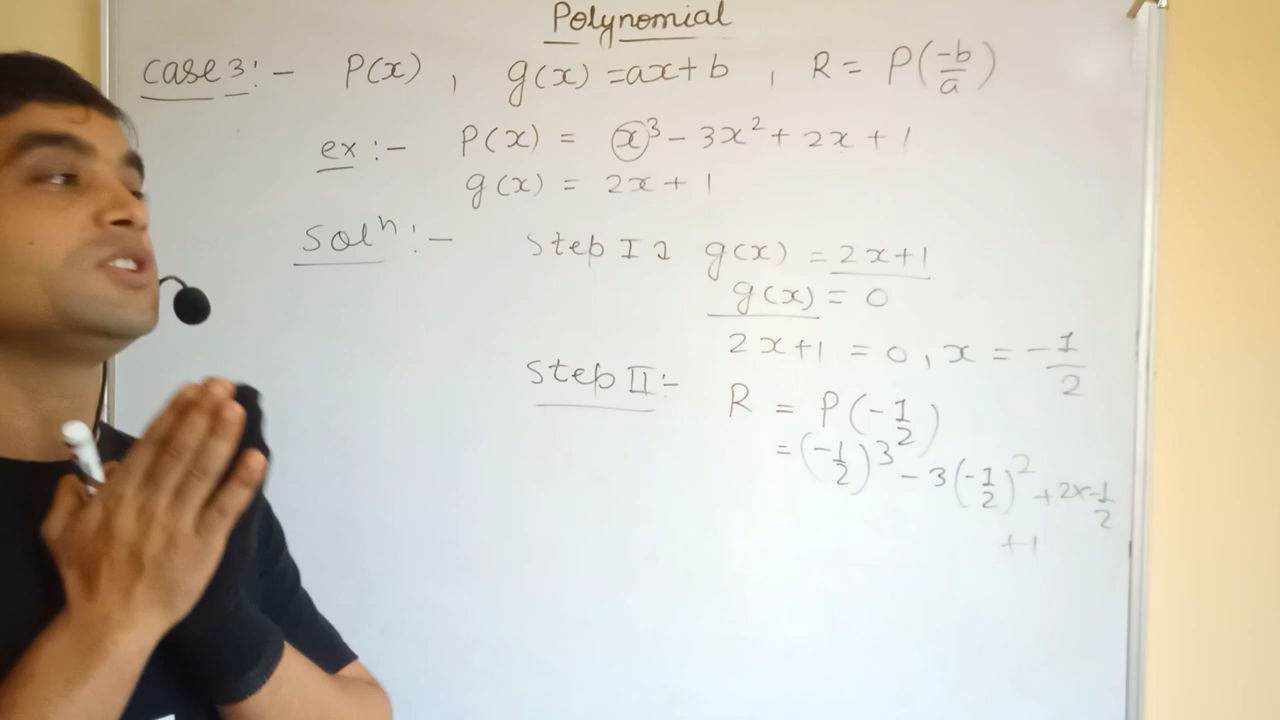 Polynomial
Case 3:- P(x) , g(x) =ax+b , R = P(-b/a)
ex:- P(x) = x³ - 3x² + 2x + 1
g(x) = 2x + 1
Solⁿ:- Step I g(x) = 2x+1
g(x) = 0
2x+1 = 0, x = -1/2
Step II:- R = P(-1/2)
= (-1/2)³ - 3(-1/2)² + 2x-1/2
+1